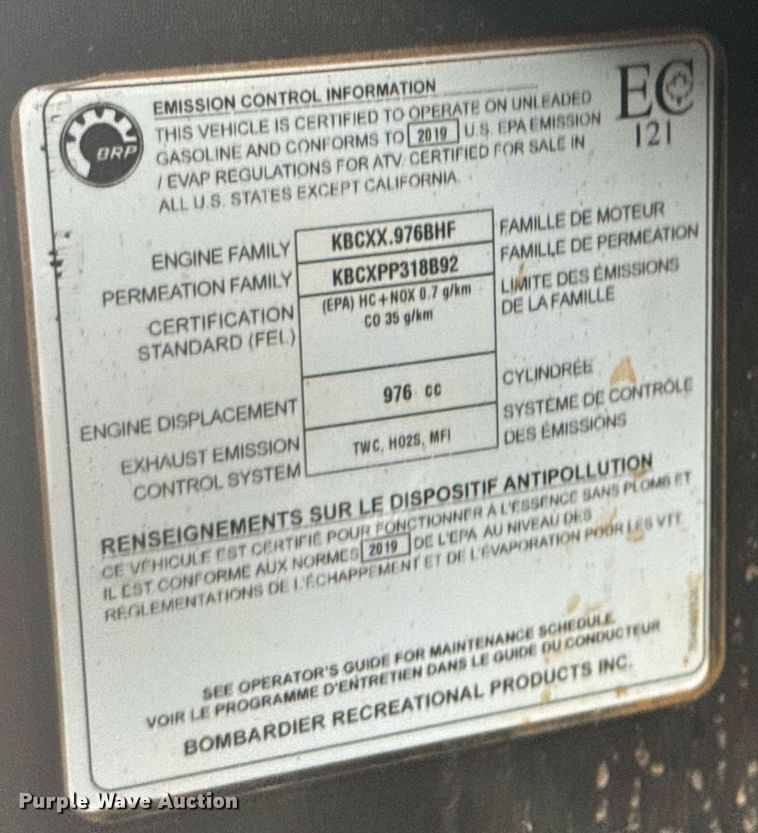 BRP
EMISSION CONTROL INFORMATION
EC
121
THIS VEHICLE IS CERTIFIED TO OPERATE ON UNLEADED
GASOLINE AND CONFORMS TO 2019 U.S. EPA EMISSION
/ EVAP REGULATIONS FOR ATV. CERTIFIED FOR SALE IN
ALL U.S. STATES EXCEPT CALIFORNIA.
ENGINE FAMILY KBCXX.976BHF FAMILLE DE MOTEUR
PERMEATION FAMILY KBCXPP318B92 FAMILLE DE PERMEATION
CERTIFICATION (EPA) HC+NOX 0.7 g/km LIMITE DES ÉMISSIONS
STANDARD (FEL) CO 35 g/km DE LA FAMILLE
ENGINE DISPLACEMENT 976 CC CYLINDRÉE
EXHAUST EMISSION TWC, HO2S, MFI SYSTÈME DE CONTRÔLE
CONTROL SYSTEM DES ÉMISSIONS
RENSEIGNEMENTS SUR LE DISPOSITIF ANTIPOLLUTION
CE VÉHICULE EST CERTIFIÉ POUR FONCTIONNER À L'ESSENCE SANS PLOMB ET
IL EST CONFORME AUX NORMES 2019 DE L'EPA AU NIVEAU DES
RÉGLEMENTATIONS DE L'ÉCHAPPEMENT ET DE L'ÉVAPORATION POUR LES VTT
SEE OPERATOR'S GUIDE FOR MAINTENANCE SCHEDULE
VOIR LE PROGRAMME D'ENTRETIEN DANS LE GUIDE DU CONDUCTEUR
BOMBARDIER RECREATIONAL PRODUCTS INC.
Purple Wave Auction